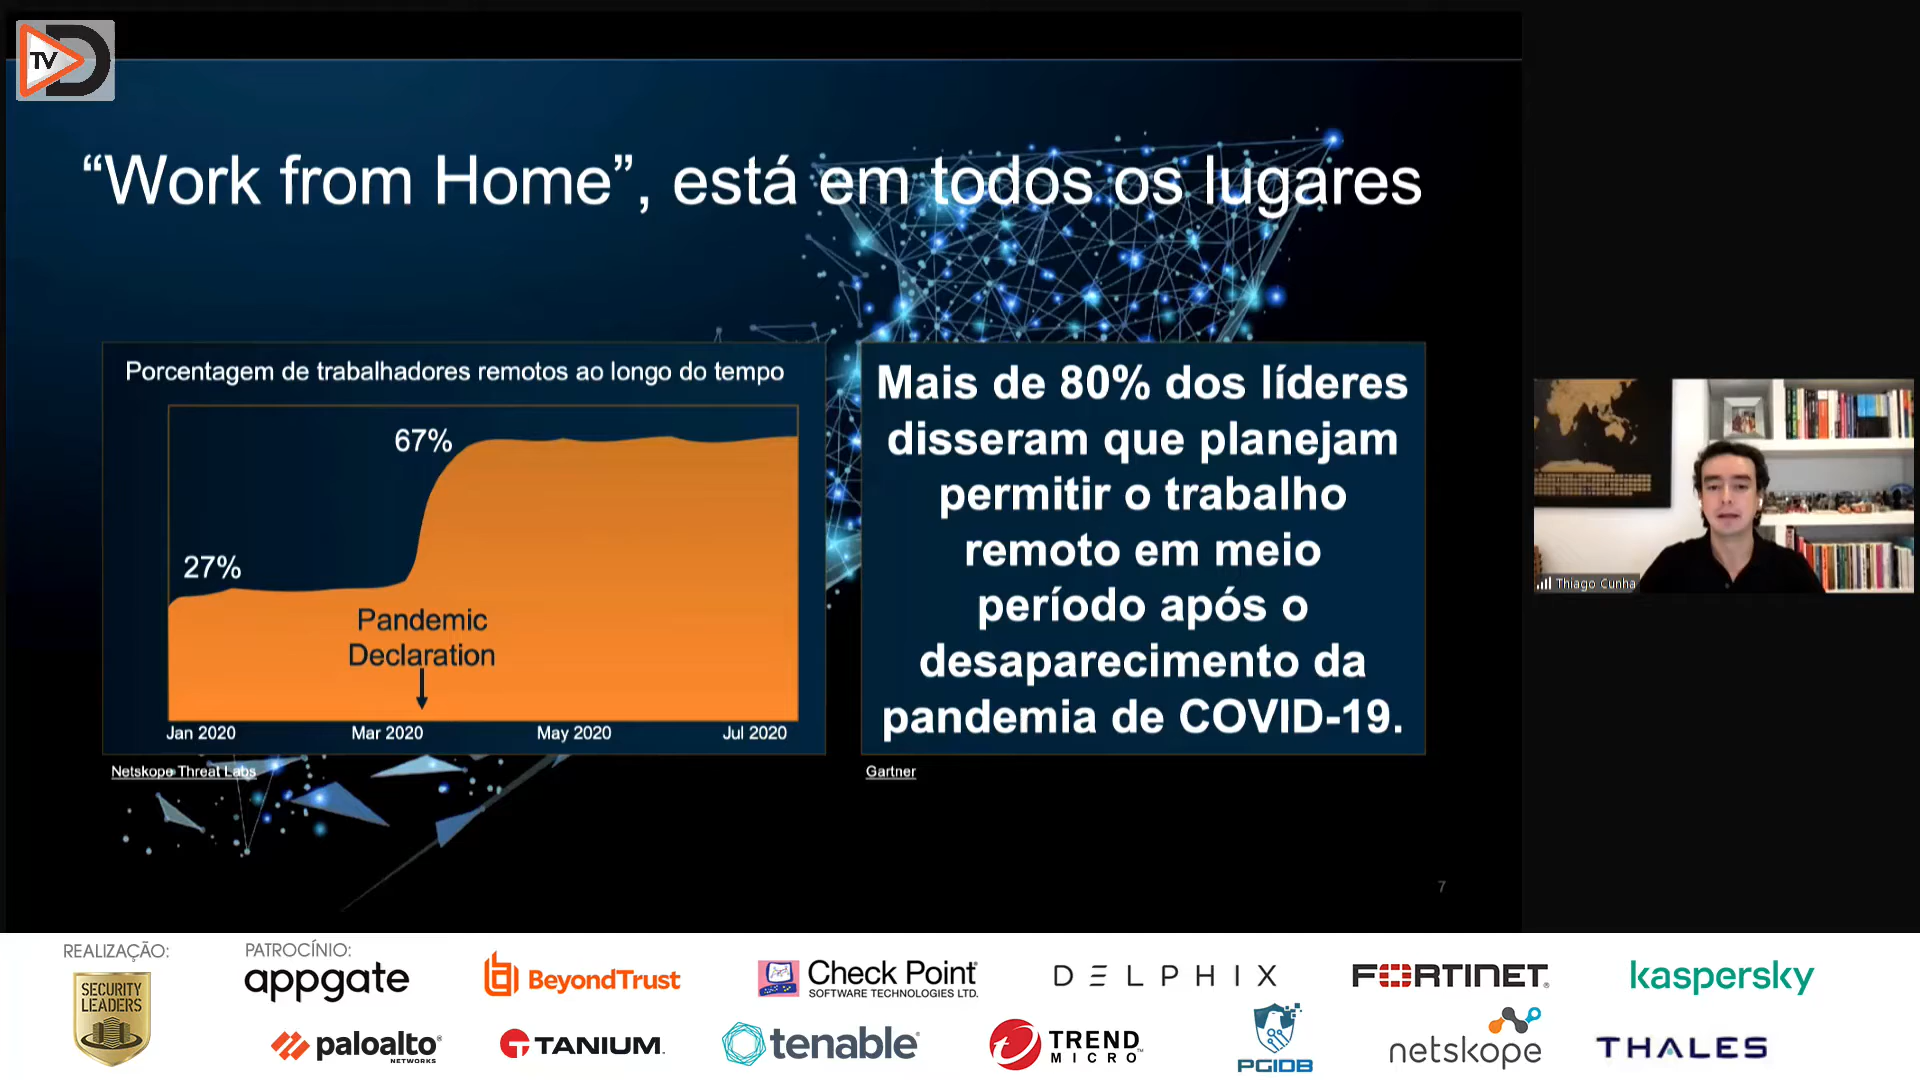 TV
“Work from Home”, está em todos os lugares
Porcentagem de trabalhadores remotos ao longo do tempo
67%
27%
Pandemic
Declaration
Jan 2020
Mar 2020
May 2020
Jul 2020
Netskope Threat Labs
Mais de 80% dos líderes
disseram que planejam
permitir o trabalho
remoto em meio
período após o
desaparecimento da
pandemia de COVID-19.
Gartner
7
Thiago Cunha
REALIZAÇÃO:
SECURITY
LEADERS
PATROCÍNIO:
appgate
BeyondTrust
Check Point
SOFTWARE TECHNOLOGIES LTD.
DELPHIX
FORTINET
kaspersky
paloalto
NETWORKS
TANIUM
tenable
TREND
MICRO
PGIDB
netskope
THALES